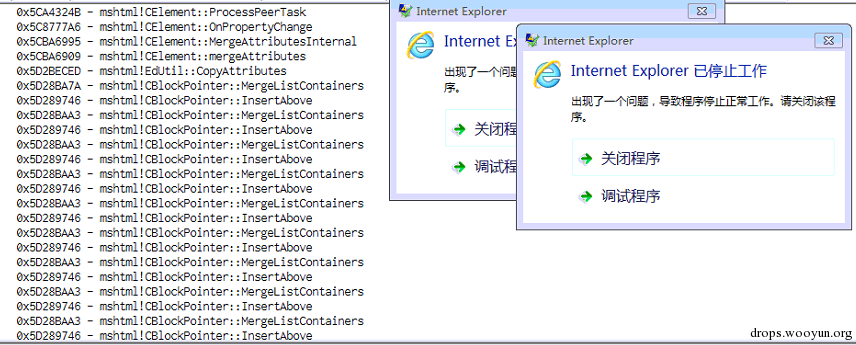 0x5CA4324B - mshtml!CElement::ProcessPeerTask
0x5C8777A6 - mshtml!CElement::OnPropertyChange
0x5CBA6995 - mshtml!CElement::MergeAttributesInternal
0x5CBA6909 - mshtml!CElement::mergeAttributes
0x5D2BECED - mshtml!EdUtil::CopyAttributes
0x5D28BA7A - mshtml!CBlockPointer::MergeListContainers
0x5D289746 - mshtml!CBlockPointer::InsertAbove
0x5D28BAA3 - mshtml!CBlockPointer::MergeListContainers
0x5D289746 - mshtml!CBlockPointer::InsertAbove
0x5D28BAA3 - mshtml!CBlockPointer::MergeListContainers
0x5D289746 - mshtml!CBlockPointer::InsertAbove
0x5D28BAA3 - mshtml!CBlockPointer::MergeListContainers
0x5D289746 - mshtml!CBlockPointer::InsertAbove
0x5D28BAA3 - mshtml!CBlockPointer::MergeListContainers
0x5D289746 - mshtml!CBlockPointer::InsertAbove
0x5D28BAA3 - mshtml!CBlockPointer::MergeListContainers
0x5D289746 - mshtml!CBlockPointer::InsertAbove
0x5D28BAA3 - mshtml!CBlockPointer::MergeListContainers
0x5D289746 - mshtml!CBlockPointer::InsertAbove
0x5D28BAA3 - mshtml!CBlockPointer::MergeListContainers
0x5D289746 - mshtml!CBlockPointer::InsertAbove
0x5D28BAA3 - mshtml!CBlockPointer::MergeListContainers
0x5D289746 - mshtml!CBlockPointer::InsertAbove
Internet Explorer
Internet
出现了一个问题
序。
关闭程序
调试程序
Internet Explorer
Internet Explorer 已停止工作
出现了一个问题，导致程序停止正常工作。请关闭该程
序。
关闭程序
调试程序
drops.wooyun.org